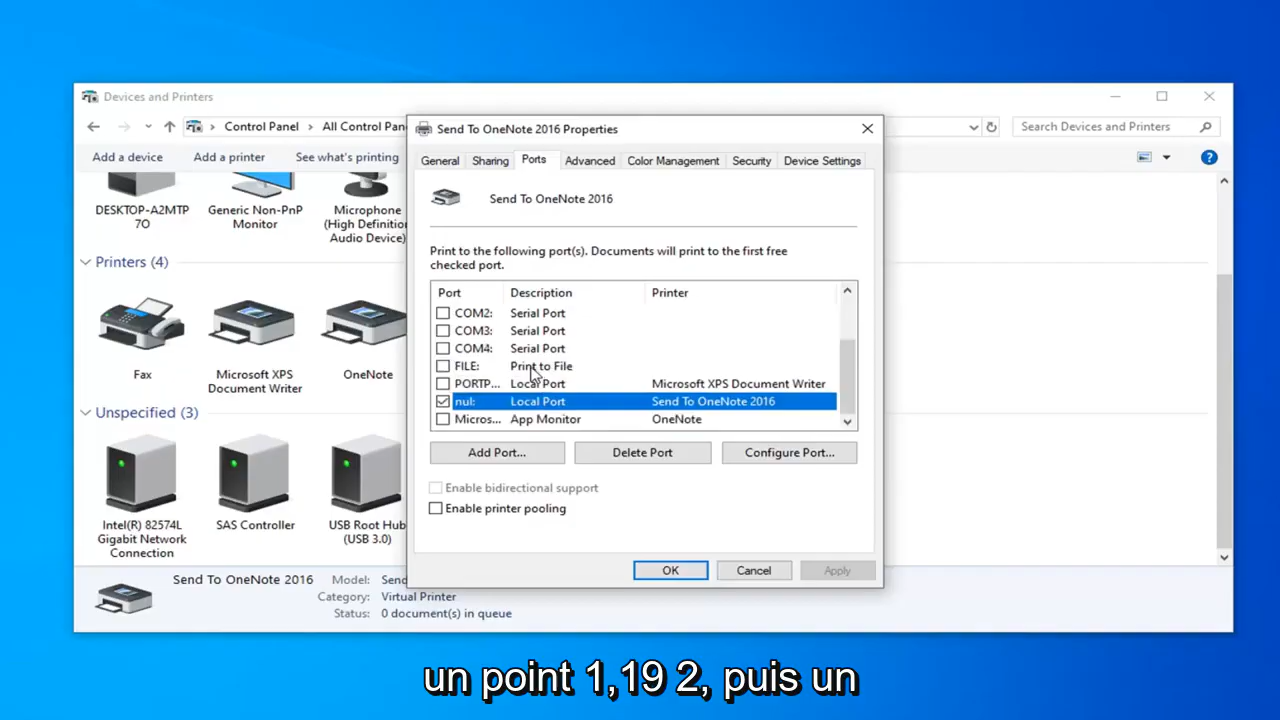 Devices and Printers
Control Panel
All Control Pan
Search Devices and Printers
Add a device
Add a printer
See what's printing
DESKTOP-A2MTP
7O
Generic Non-PnP
Monitor
Microphone
(High Definition
Audio Device)
Printers (4)
Fax
Microsoft XPS
Document Writer
OneNote
Unspecified (3)
Intel(R) 82574L
Gigabit Network
Connection
SAS Controller
USB Root Hub
(USB 3.0)
Send To OneNote 2016
Model: Send
Category: Virtual Printer
Status: 0 document(s) in queue
Send To OneNote 2016 Properties
General Sharing Ports Advanced Color Management Security Device Settings
Send To OneNote 2016
Print to the following port(s). Documents will print to the first free
checked port.
Port Description Printer
COM2: Serial Port
COM3: Serial Port
COM4: Serial Port
FILE: Print to File
PORTP... Local Port Microsoft XPS Document Writer
nul: Local Port Send To OneNote 2016
Micros... App Monitor OneNote
Add Port... Delete Port Configure Port...
Enable bidirectional support
Enable printer pooling
OK Cancel Apply
un point 1,19 2, puis un